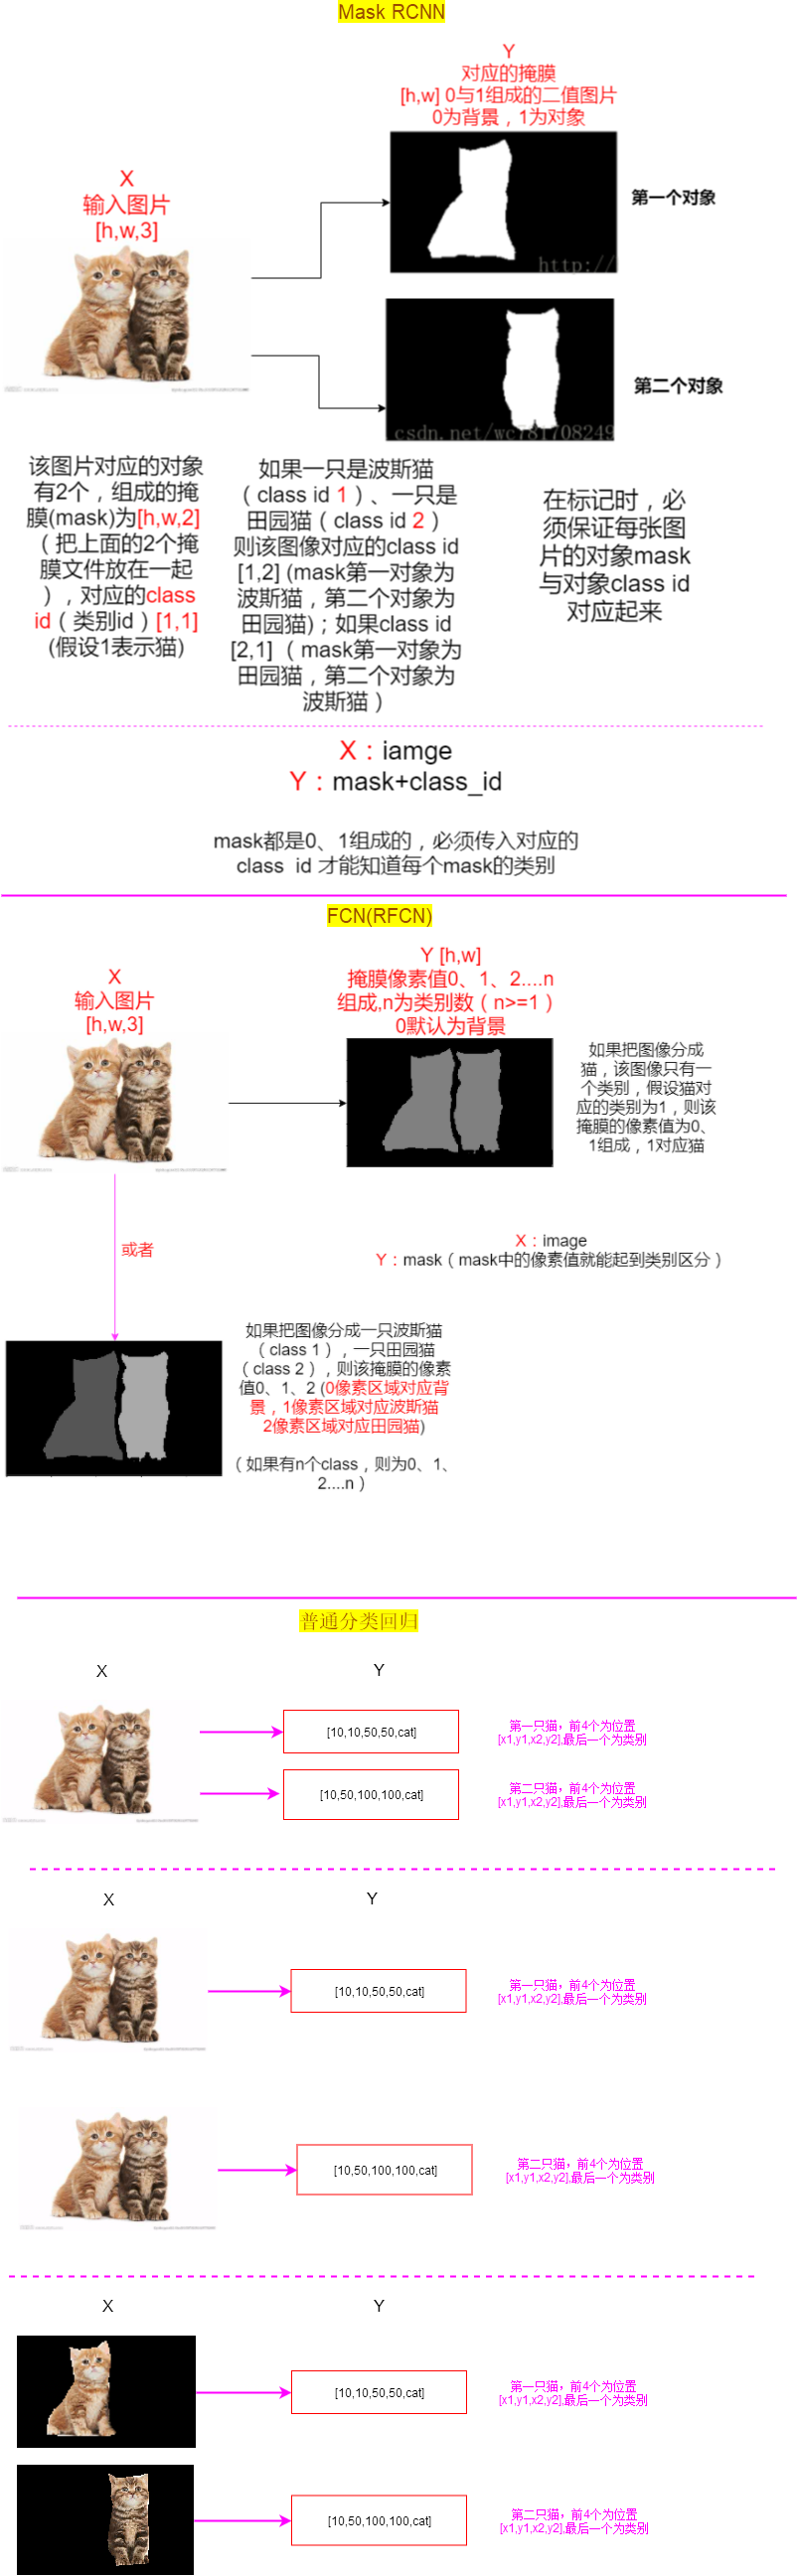 Mask RCNN
Y
对应的掩膜
[h,w] 0与1组成的二值图片
0为背景，1为对象
X
输入图片
[h,w,3]
第一个对象
http://
第二个对象
csdn.net/wc781708249
该图片对应的对象
有2个，组成的掩
膜(mask)为[h,w,2]
（把上面的2个掩
膜文件放在一起
），对应的class
id（类别id）[1,1]
(假设1表示猫)
如果一只是波斯猫
（class id 1）、一只是
田园猫（class id 2）
则该图像对应的class id
[1,2] (mask第一对象为
波斯猫，第二个对象为
田园猫)；如果class id
[2,1] （mask第一对象为
田园猫，第二个对象为
波斯猫）
在标记时，必
须保证每张图
片的对象mask
与对象class id
对应起来
X：iamge
Y：mask+class_id
mask都是0、1组成的，必须传入对应的
class id 才能知道每个mask的类别
FCN(RFCN)
X
输入图片
[h,w,3]
Y [h,w]
掩膜像素值0、1、2....n
组成,n为类别数（n>=1）
0默认为背景
如果把图像分成
猫，该图像只有一
个类别，假设猫对
应的类别为1，则该
掩膜的像素值为0、
1组成，1对应猫
或者
X：image
Y：mask（mask中的像素值就能起到类别区分）
如果把图像分成一只波斯猫
（class 1），一只田园猫
（class 2），则该掩膜的像素
值0、1、2 (0像素区域对应背
景，1像素区域对应波斯猫
2像素区域对应田园猫)
（如果有n个class，则为0、1、
2....n）
普通分类回归
X
Y
[10,10,50,50,cat]
第一只猫，前4个为位置
[x1,y1,x2,y2],最后一个为类别
[10,50,100,100,cat]
第二只猫，前4个为位置
[x1,y1,x2,y2],最后一个为类别
X
Y
[10,10,50,50,cat]
第一只猫，前4个为位置
[x1,y1,x2,y2],最后一个为类别
[10,50,100,100,cat]
第二只猫，前4个为位置
[x1,y1,x2,y2],最后一个为类别
X
Y
[10,10,50,50,cat]
第一只猫，前4个为位置
[x1,y1,x2,y2],最后一个为类别
[10,50,100,100,cat]
第二只猫，前4个为位置
[x1,y1,x2,y2],最后一个为类别